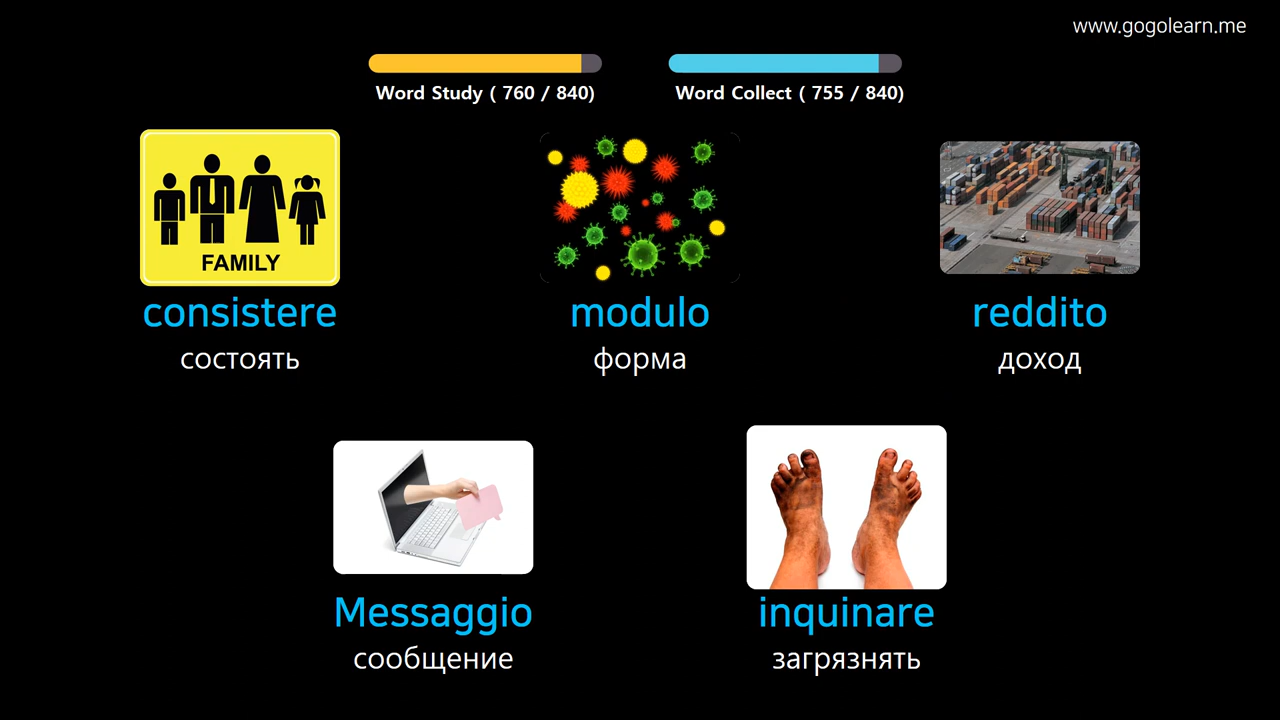 www.gogolearn.me
Word Study ( 760 / 840)
Word Collect ( 755 / 840)
FAMILY
consistere
состоять
modulo
форма
reddito
доход
Messaggio
сообщение
inquinare
загрязнять